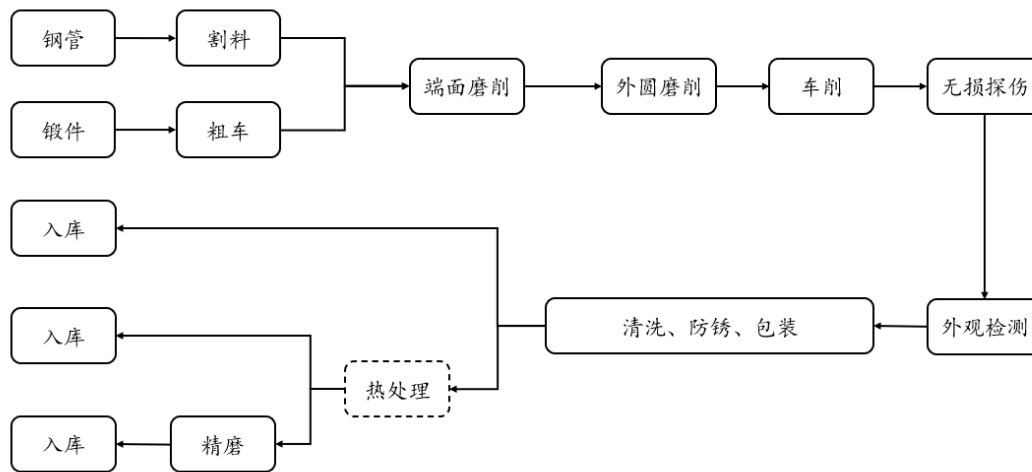 钢管
割料
锻件
粗车
端面磨削
外圆磨削
车削
无损探伤
外观检测
清洗、防锈、包装
入库
热处理
入库
精磨
入库